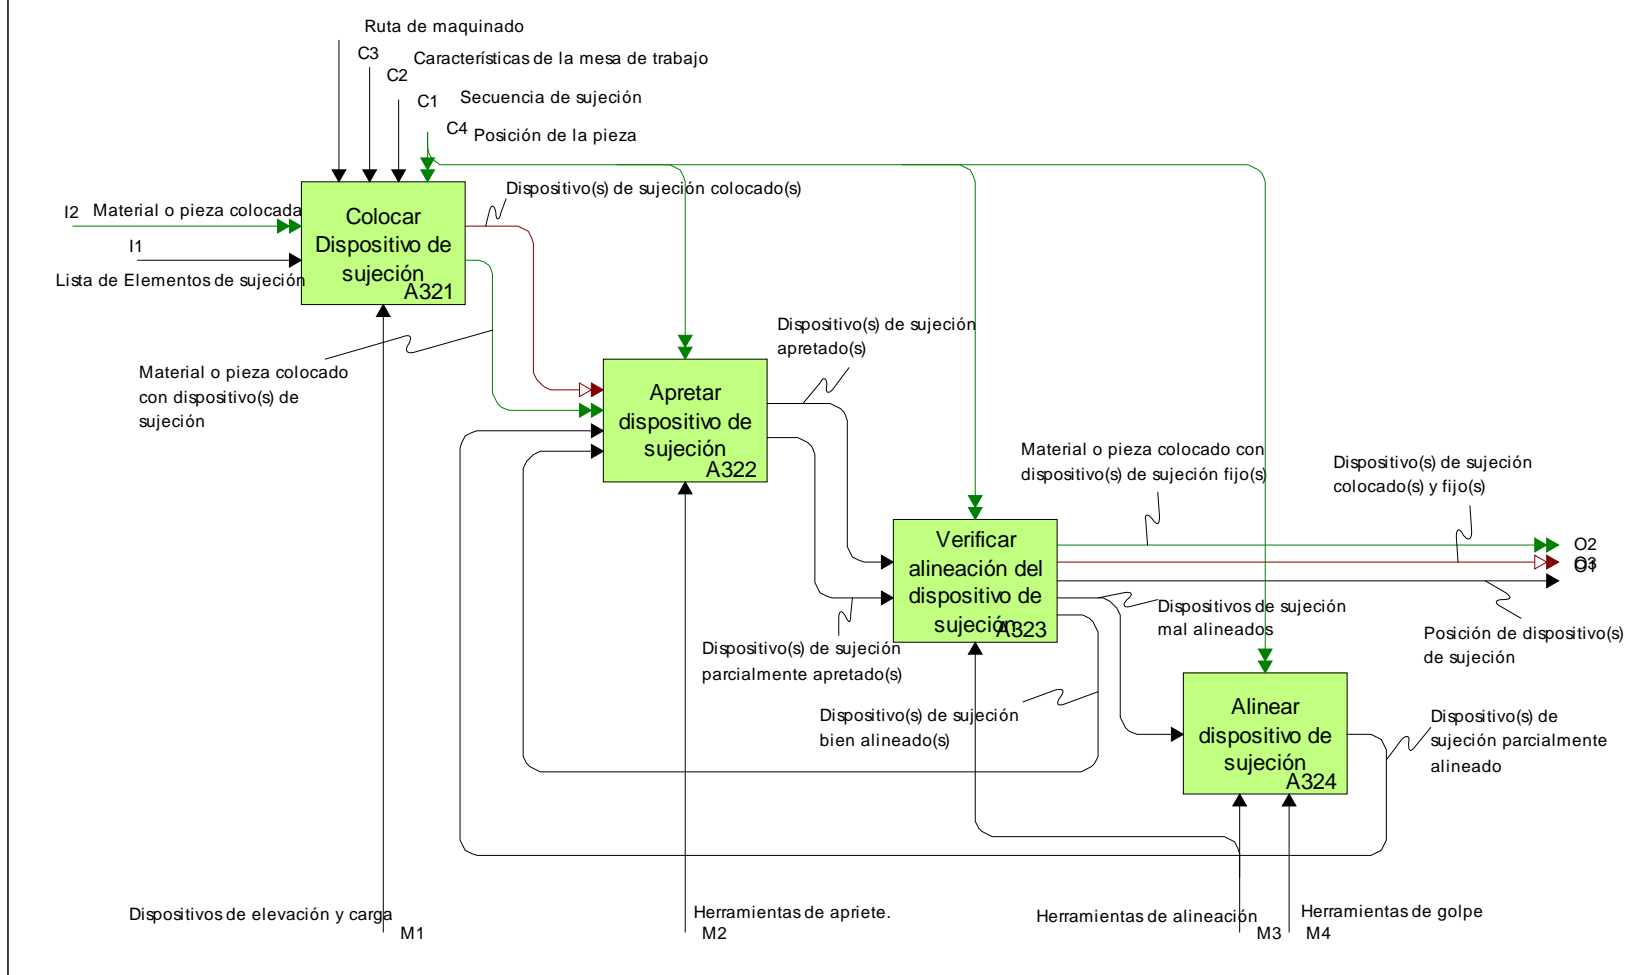 Ruta de maquinado
C3
Características de la mesa de trabajo
C2
C1
Secuencia de sujeción
C4
Posición de la pieza
I2
Material o pieza colocada
I1
Lista de Elementos de sujeción
Colocar
Dispositivo de
sujeción
A321
Dispositivo(s) de sujeción colocado(s)
Material o pieza colocado
con dispositivo(s) de
sujeción
Dispositivo(s) de sujeción
apretado(s)
Apretar
dispositivo de
sujeción
A322
Material o pieza colocado con
dispositivo(s) de sujeción fijo(s)
Dispositivo(s) de sujeción
colocado(s) y fijo(s)
Verificar
alineación del
dispositivo de
sujeción
A323
O2
O3
O1
Dispositivos de sujeción
mal alineados
Posición de dispositivo(s)
de sujeción
Dispositivo(s) de sujeción
parcialmente apretado(s)
Dispositivo(s) de sujeción
bien alineado(s)
Alinear
dispositivo de
sujeción
A324
Dispositivo(s) de
sujeción parcialmente
alineado
Dispositivos de elevación y carga
M1
Herramientas de apriete.
M2
Herramientas de alineación
M3
Herramientas de golpe
M4